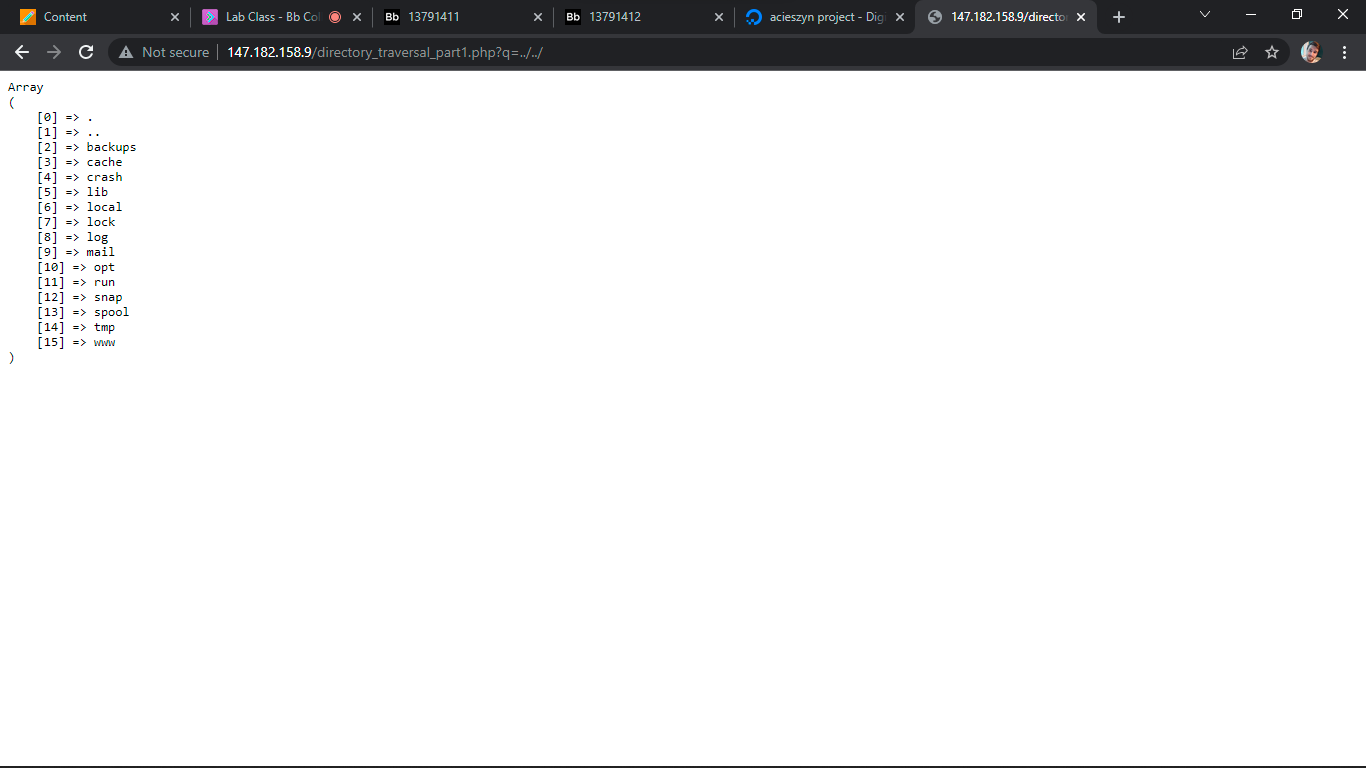 Content
Lab Class - Bb Col
Bb 13791411
Bb 13791412
acieszyn project - Digi
147.182.158.9/director
Not secure 147.182.158.9/directory_traversal_part1.php?q=../../
Array
(
[0] => .
[1] => ..
[2] => backups
[3] => cache
[4] => crash
[5] => lib
[6] => local
[7] => lock
[8] => log
[9] => mail
[10] => opt
[11] => run
[12] => snap
[13] => spool
[14] => tmp
[15] => www
)